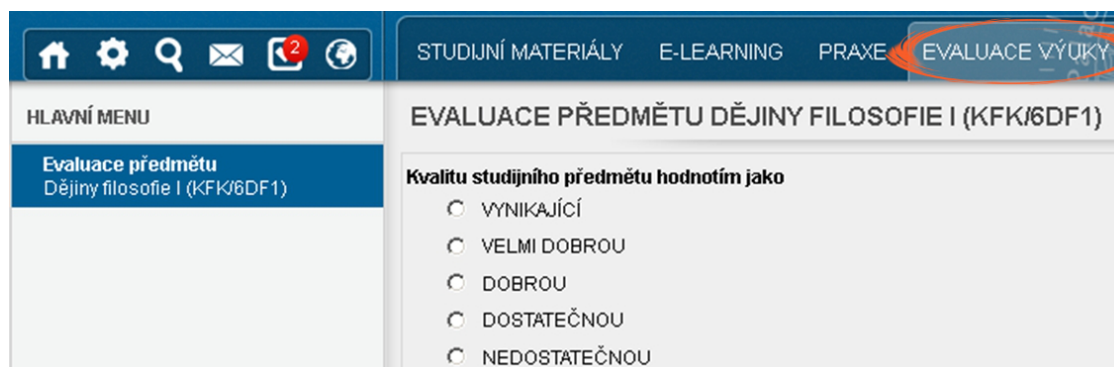 2
STUDIJNÍ MATERIÁLY E-LEARNING PRAXE EVALUACE VÝUKY
HLAVNÍ MENU
Evaluace předmětu
Dějiny filosofie I (KFK/6DF1)
EVALUACE PŘEDMĚTU DĚJINY FILOSOFIE I (KFK/6DF1)
Kvalitu studijního předmětu hodnotím jako
VYNIKAJÍCÍ
VELMI DOBROU
DOBROU
DOSTATEČNOU
NEDOSTATEČNOU